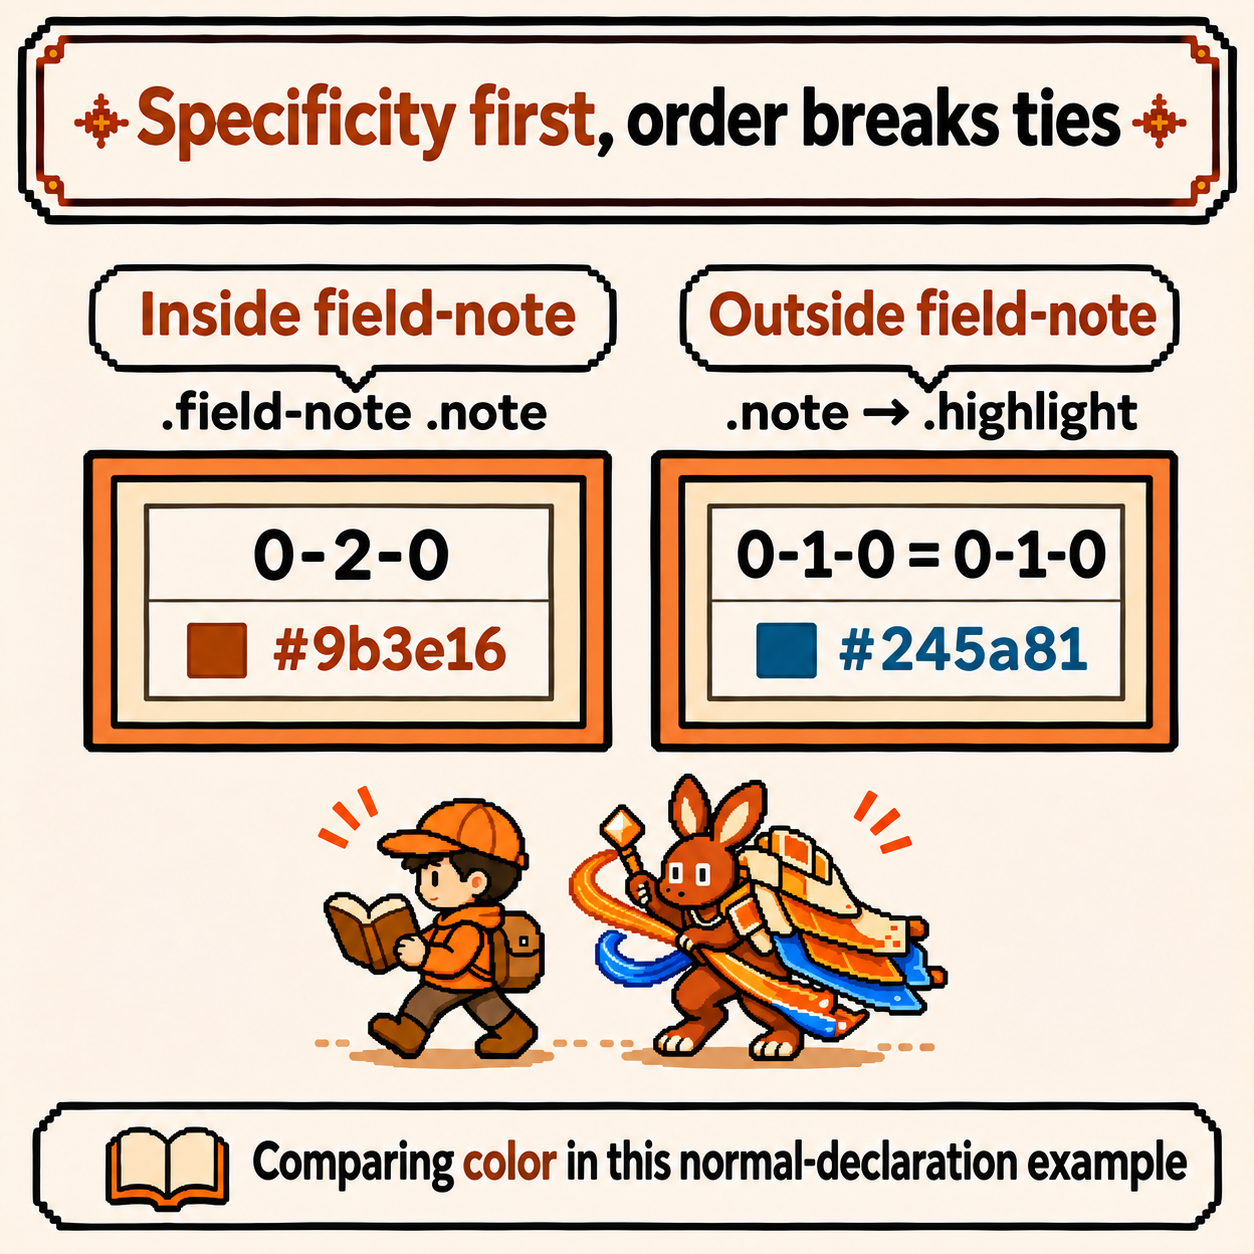 Specificity first, order breaks ties
Inside field-note
.field-note .note
0-2-0
#9b3e16
Outside field-note
.note → .highlight
0-1-0 = 0-1-0
#245a81
Comparing color in this normal-declaration example